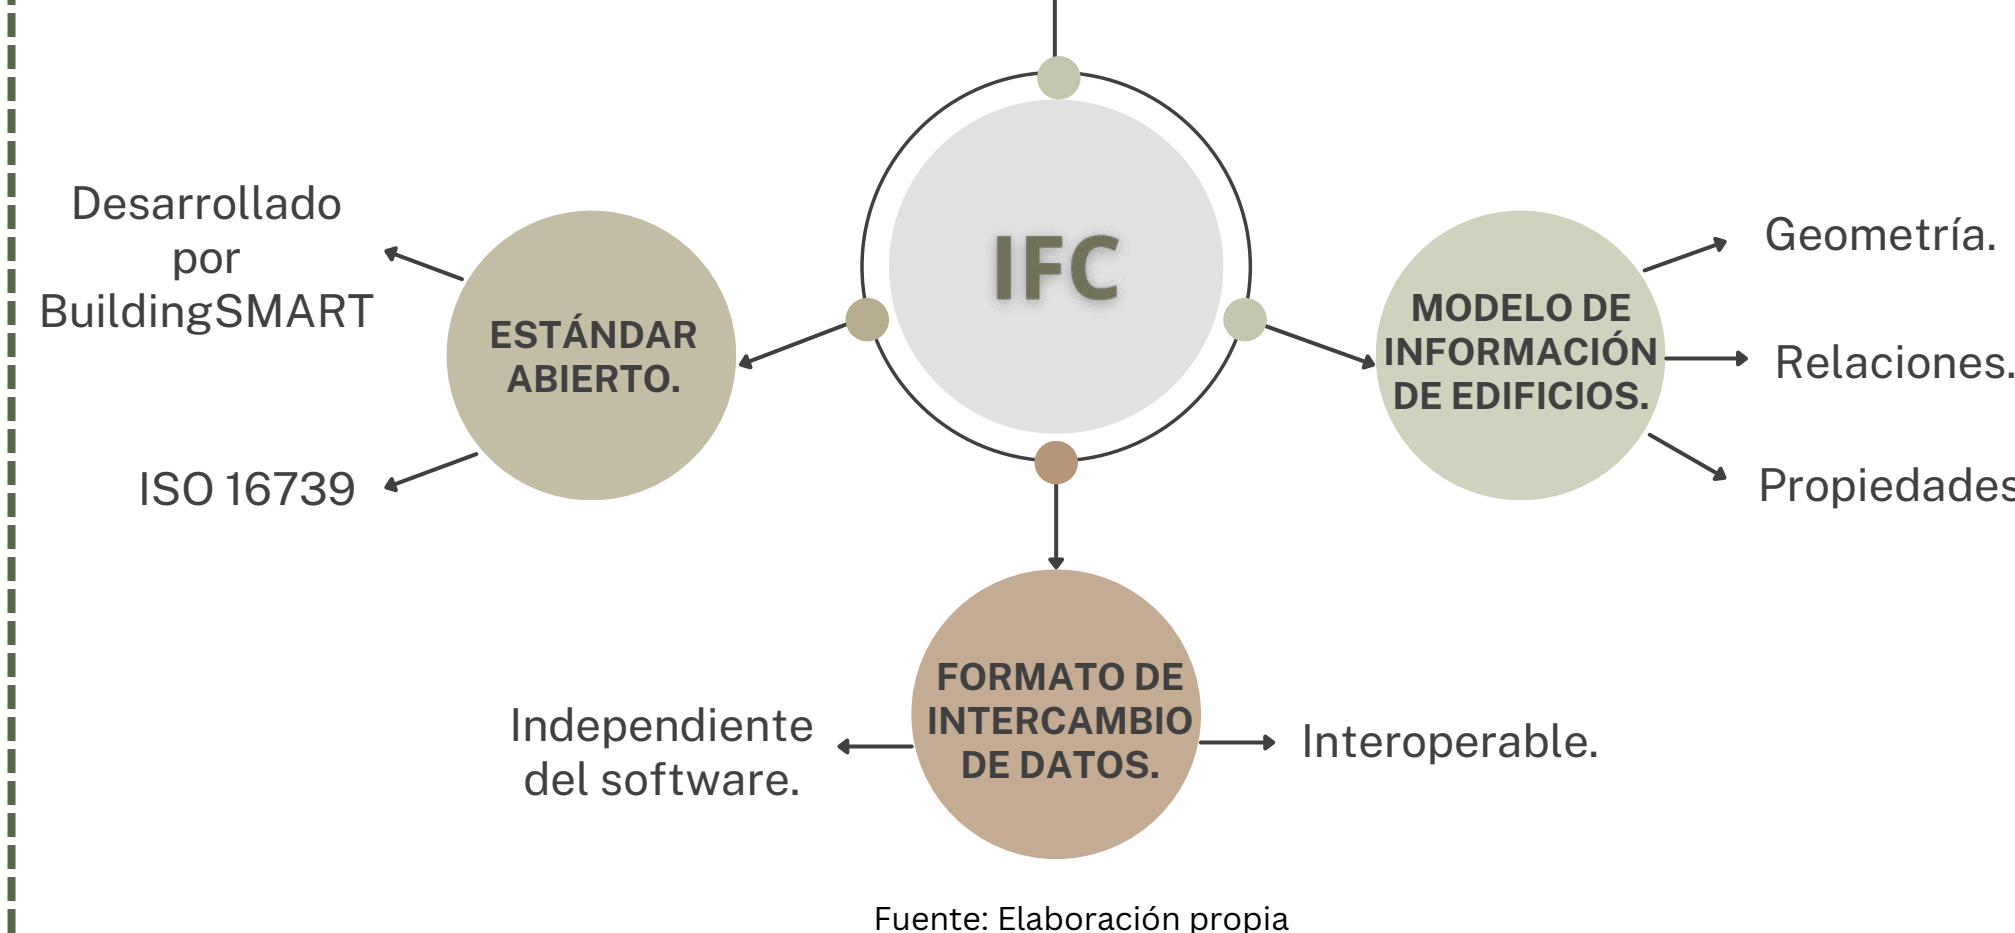 IFC
Desarrollado
por
BuildingSMART
ESTÁNDAR
ABIERTO.
ISO 16739
MODELO DE
INFORMACIÓN
DE EDIFICIOS.
Geometría.
Relaciones.
Propiedades
FORMATO DE
INTERCAMBIO
DE DATOS.
Independiente
del software.
Interoperable.
Fuente: Elaboración propia